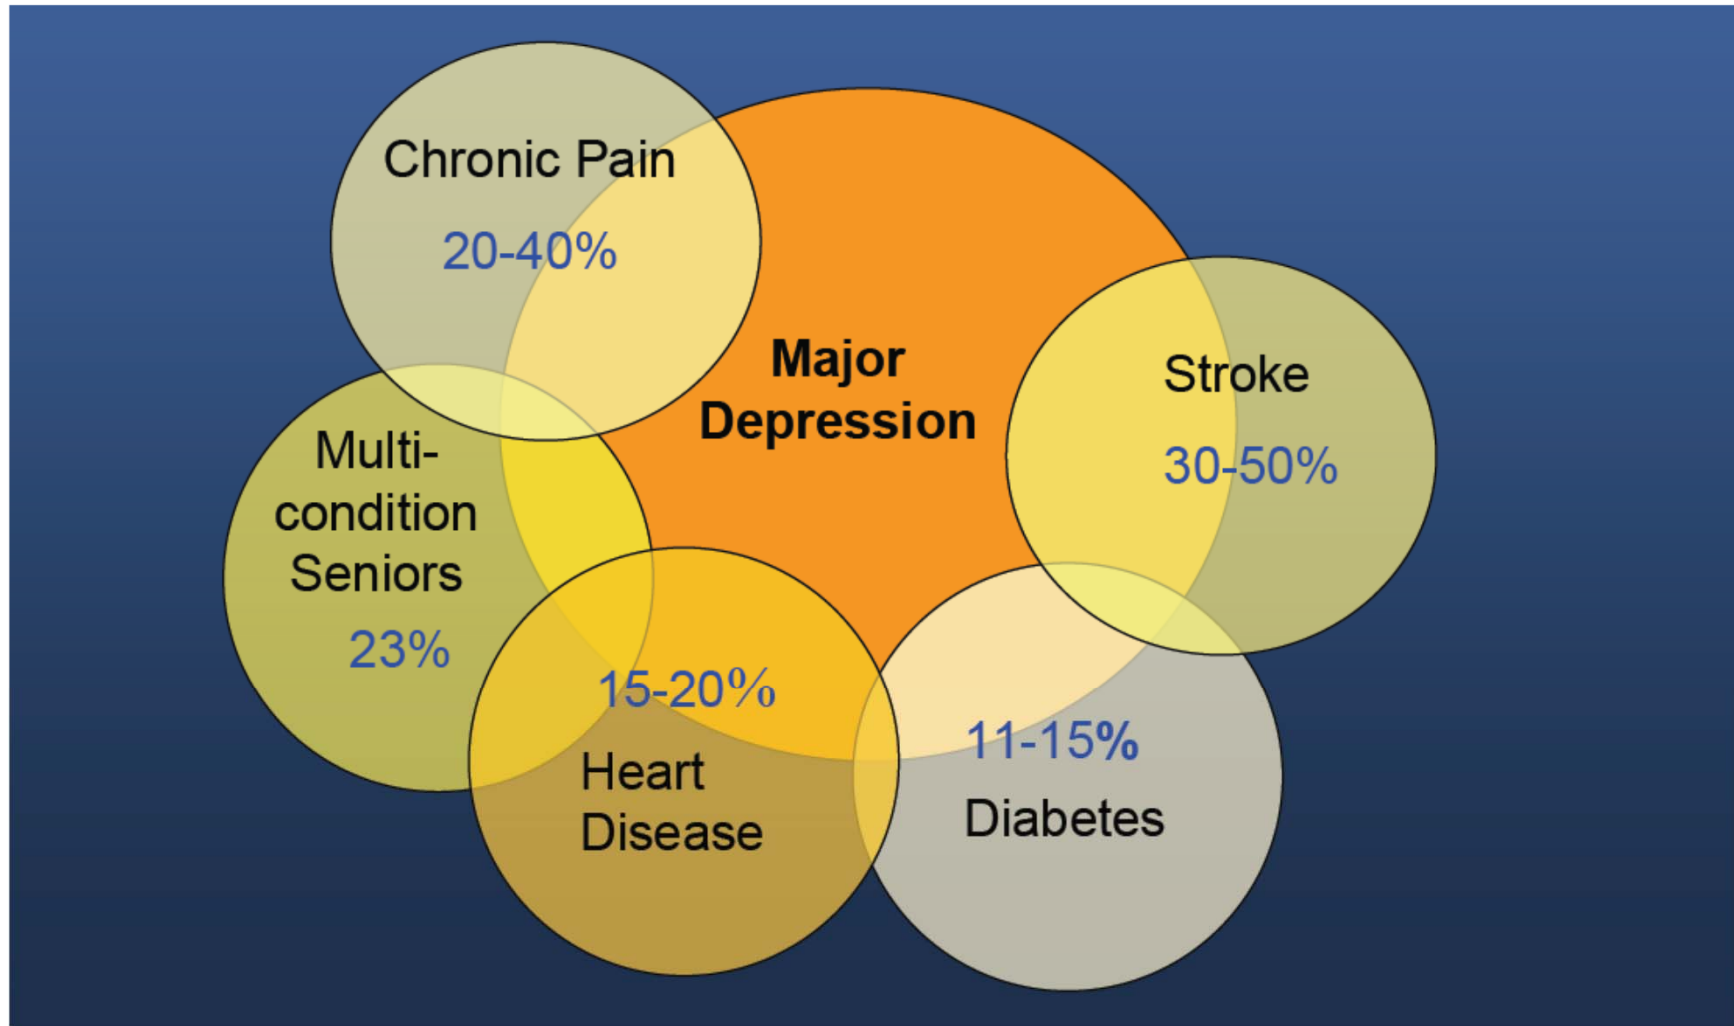 Chronic Pain
20-40%
Major
Depression
Stroke
30-50%
Multi-
condition
Seniors
23%
15-20%
Heart
Disease
11-15%
Diabetes